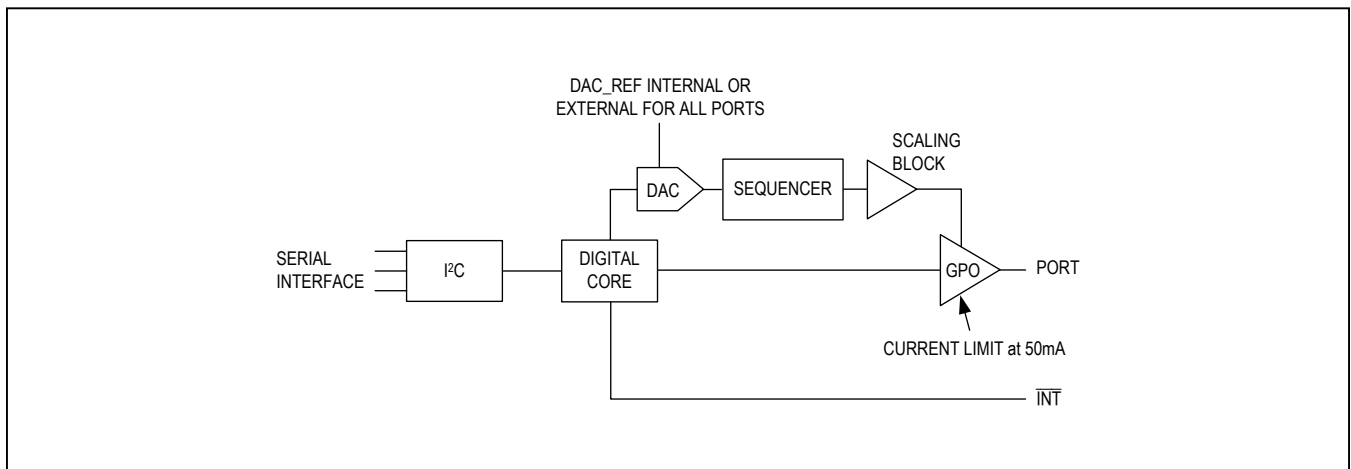 DAC_REF INTERNAL OR
EXTERNAL FOR ALL PORTS
SCALING
BLOCK
DAC
SEQUENCER
SERIAL
INTERFACE
I²C
DIGITAL
CORE
GPO
PORT
CURRENT LIMIT at 50mA
I̅N̅T̅